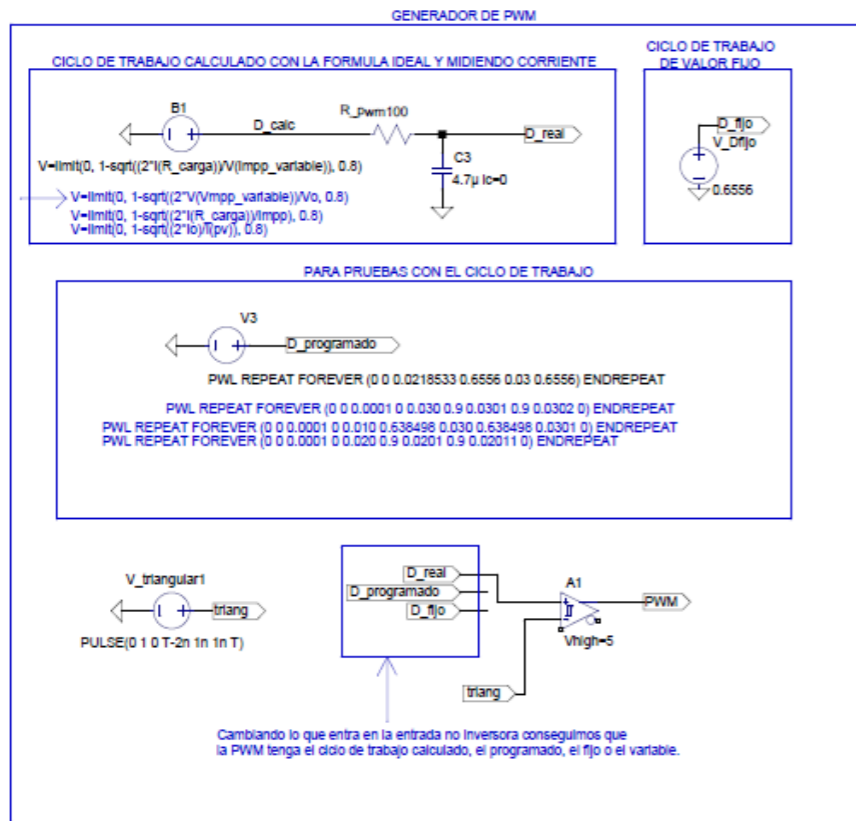 GENERADOR DE PWM
CICLO DE TRABAJO CALCULADO CON LA FORMULA IDEAL Y MIDIENDO CORRIENTE
B1
D_calc
R_pwm100
D_real
V=limit(0, 1-sqrt((2*I(R_carga))/V(Impp_variable)), 0.8)
C3
4.7µ Ic=0
V=limit(0, 1-sqrt((2*V(Vmpp_variable))/Vo, 0.8)
V=limit(0, 1-sqrt((2*I(R_carga))/Impp), 0.8)
V=limit(0, 1-sqrt((2*Io)/I(pv)), 0.8)
CICLO DE TRABAJO
DE VALOR FIJO
D_fijo
V_Dfijo
0.6556
PARA PRUEBAS CON EL CICLO DE TRABAJO
V3
D_programado
PWL REPEAT FOREVER (0 0 0.0218533 0.6556 0.03 0.6556) ENDREPEAT
PWL REPEAT FOREVER (0 0 0.0001 0 0.030 0.9 0.0301 0.9 0.0302 0) ENDREPEAT
PWL REPEAT FOREVER (0 0 0.0001 0 0.010 0.638498 0.030 0.638498 0.0301 0) ENDREPEAT
PWL REPEAT FOREVER (0 0 0.0001 0 0.020 0.9 0.0201 0.9 0.02011 0) ENDREPEAT
V_triangular1
triang
PULSE(0 1 0 T-2n 1n 1n T)
D_real
D_programado
D_fijo
A1
PWM
Vhigh=5
triang
Cambiando lo que entra en la entrada no inversora conseguimos que
la PWM tenga el ciclo de trabajo calculado, el programado, el fijo o el variable.